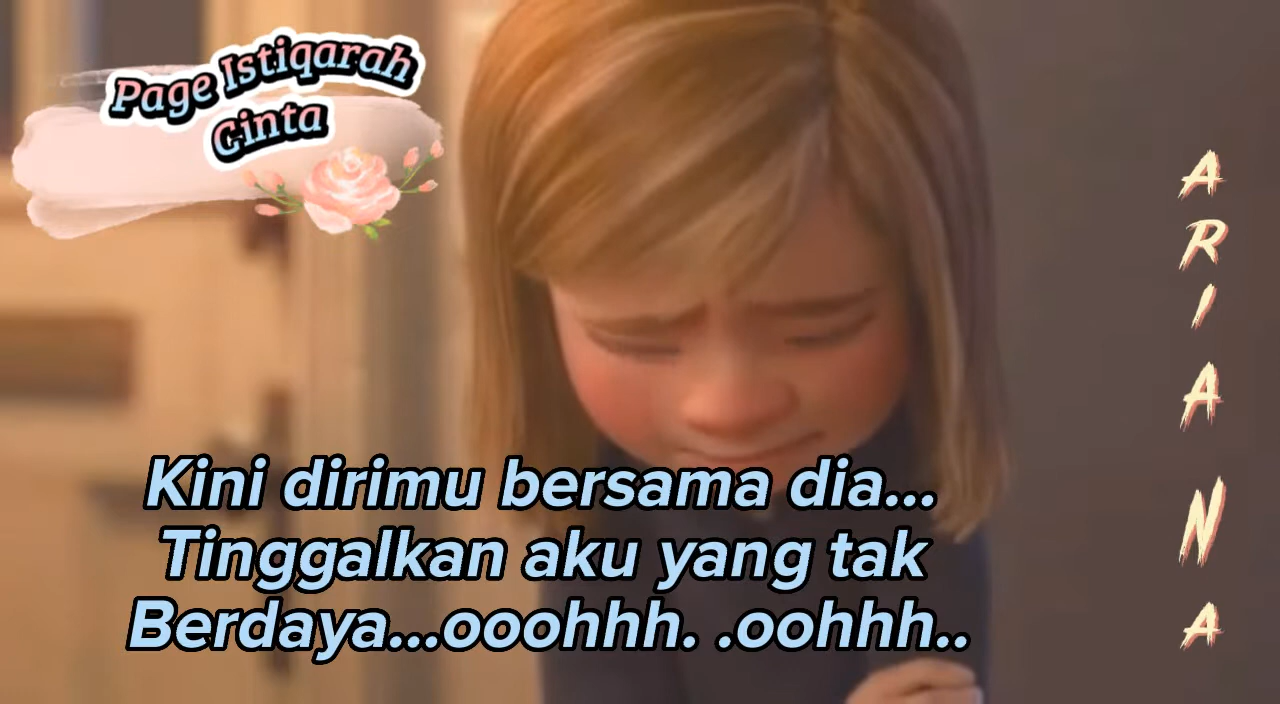 Page Istiqarah
Cinta
ARIANA
Kini dirimu bersama dia...
Tinggalkan aku yang tak
Berdaya...ooohhh. .oohhh..